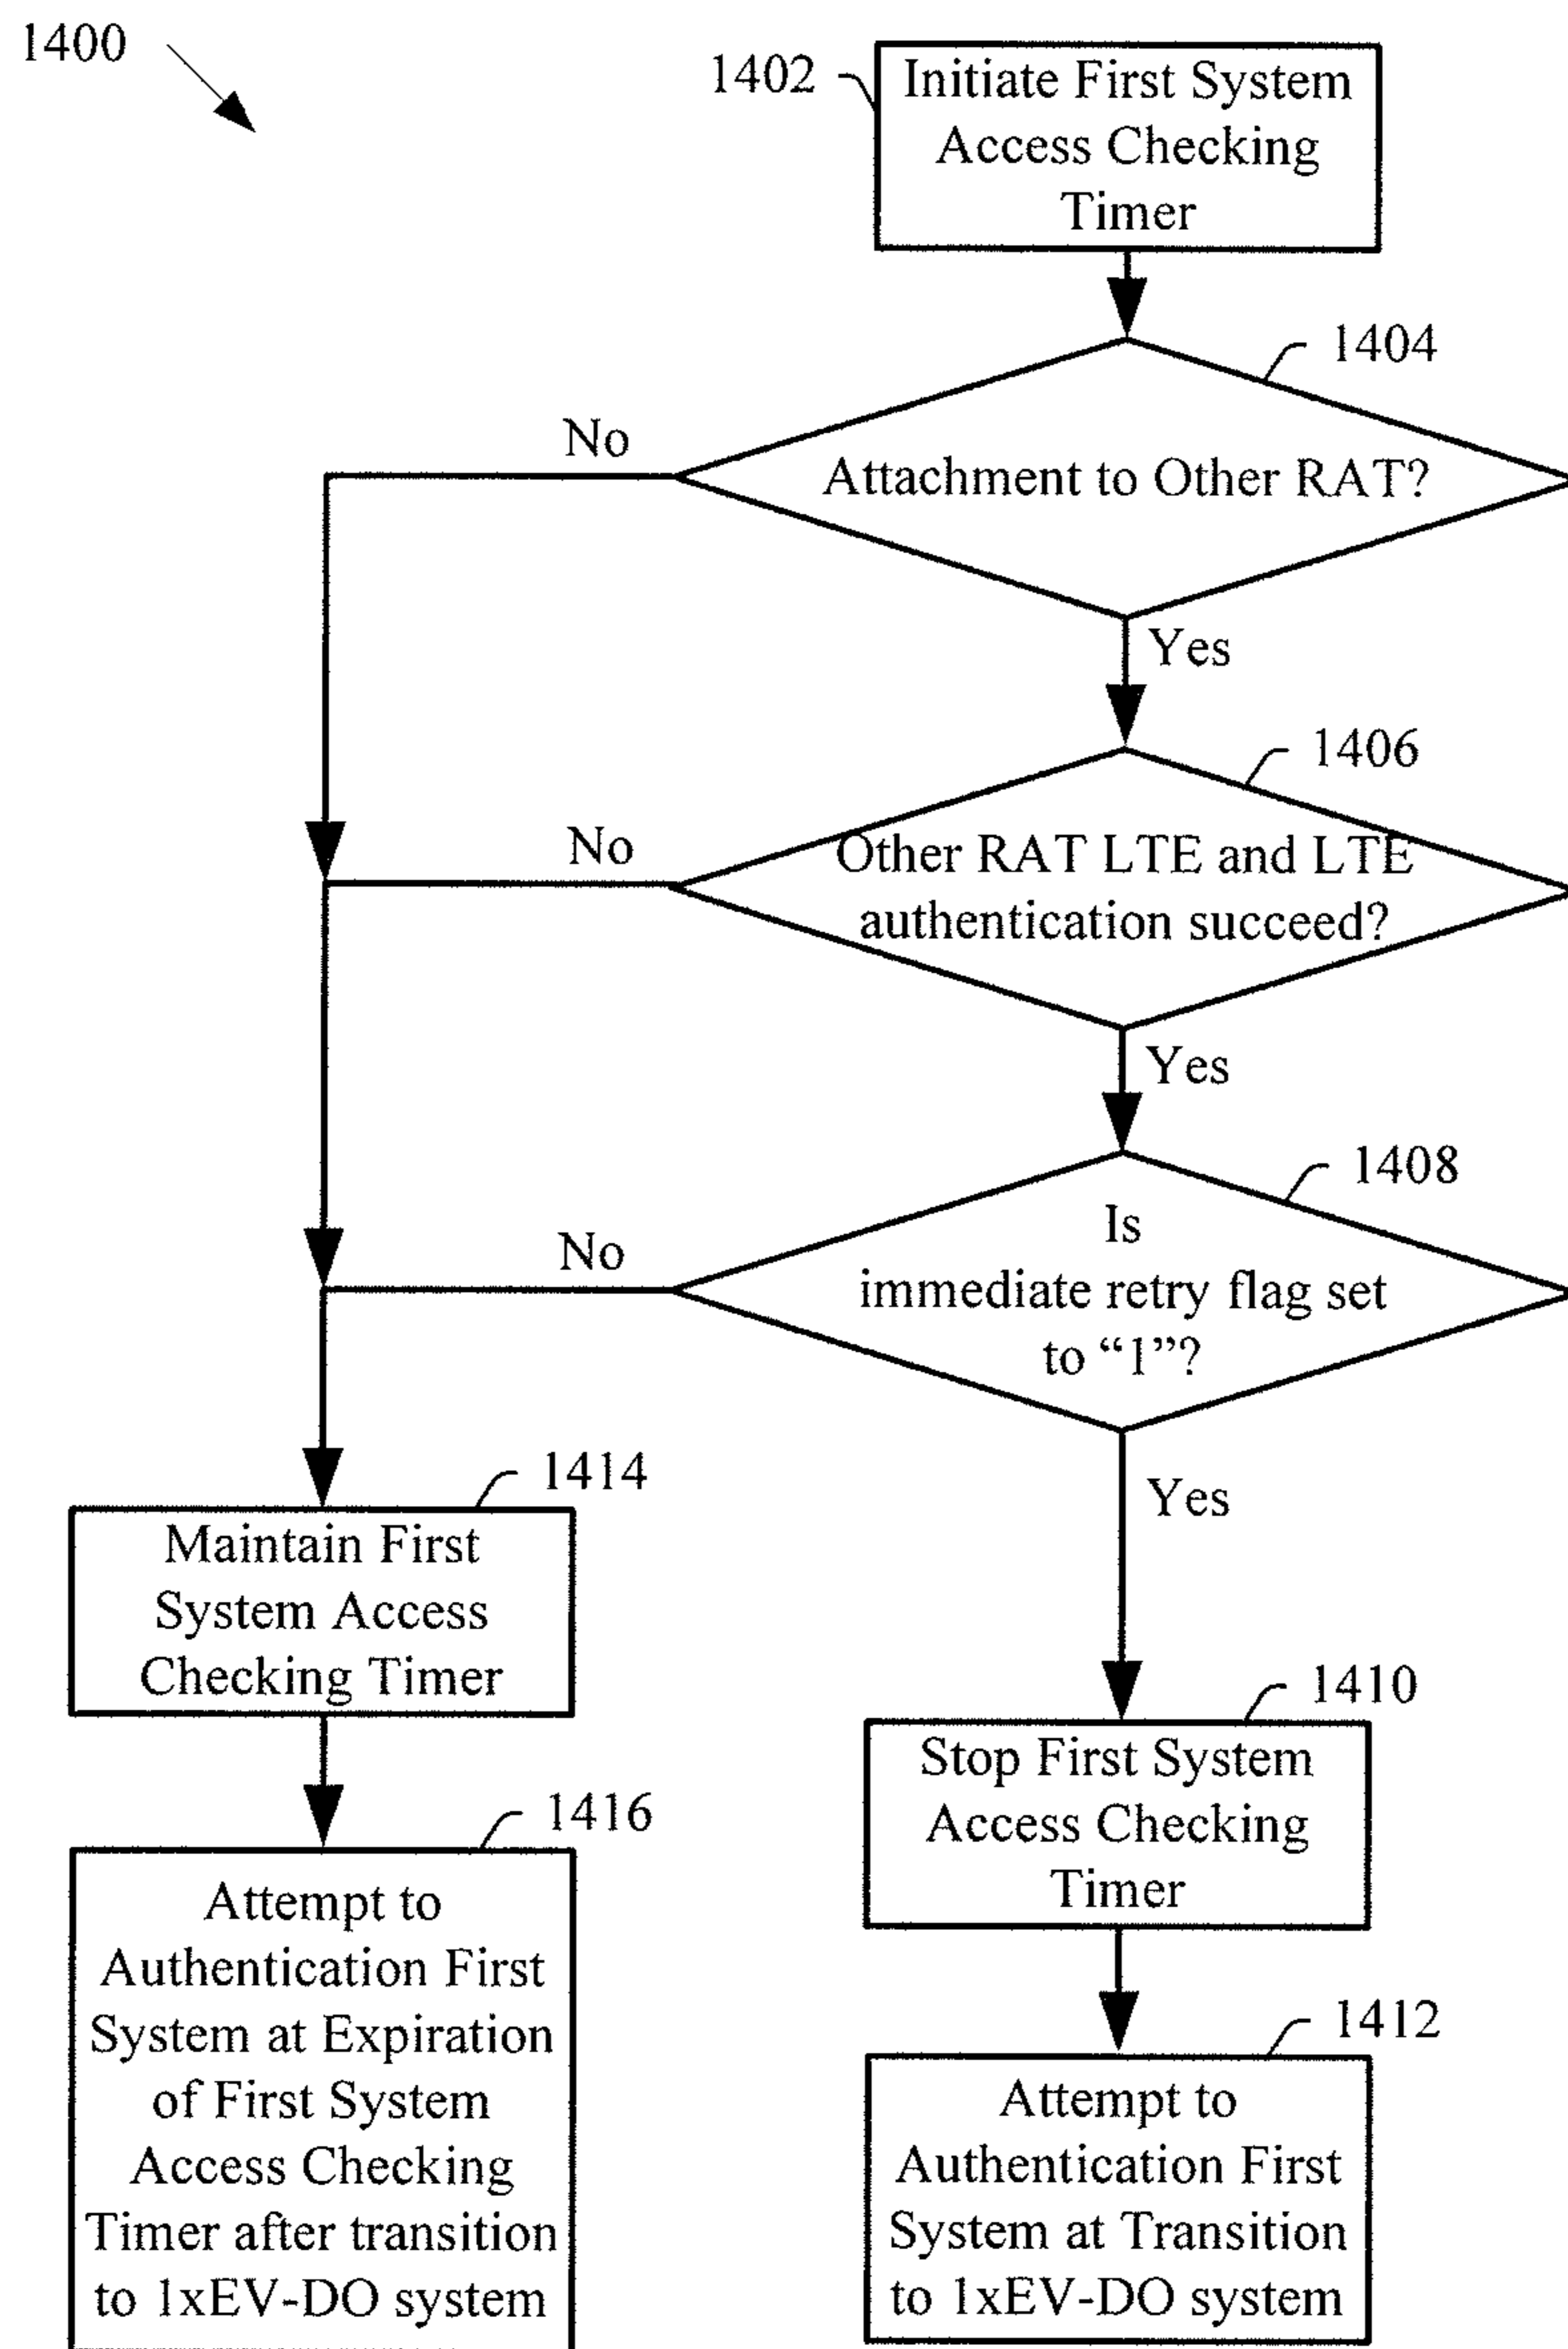 1400
1402
Initiate First System
Access Checking
Timer
1404
No
Attachment to Other RAT?
Yes
1406
No
Other RAT LTE and LTE
authentication succeed?
Yes
1408
No
Is
immediate retry flag set
to “1”?
Yes
1414
Maintain First
System Access
Checking Timer
1410
Stop First System
Access Checking
Timer
1416
Attempt to
Authentication First
System at Expiration
of First System
Access Checking
Timer after transition
to 1xEV-DO system
1412
Attempt to
Authentication First
System at Transition
to 1xEV-DO system